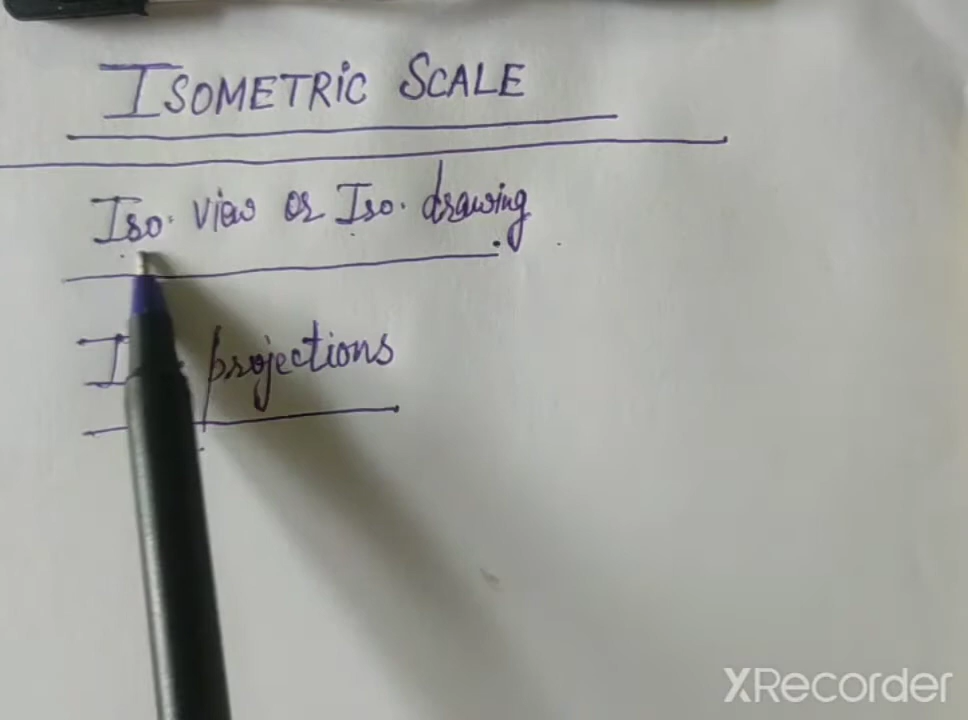 ISOMETRIC SCALE
Iso. view or Iso. drawing
projections
XRecorder